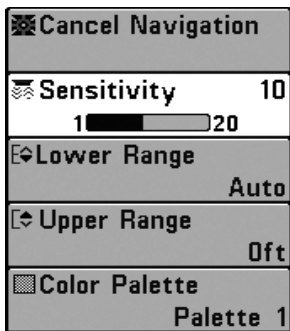 Cancel Navigation
Sensitivity 10
1 20
Lower Range
Auto
Upper Range
0ft
Color Palette
Palette 1